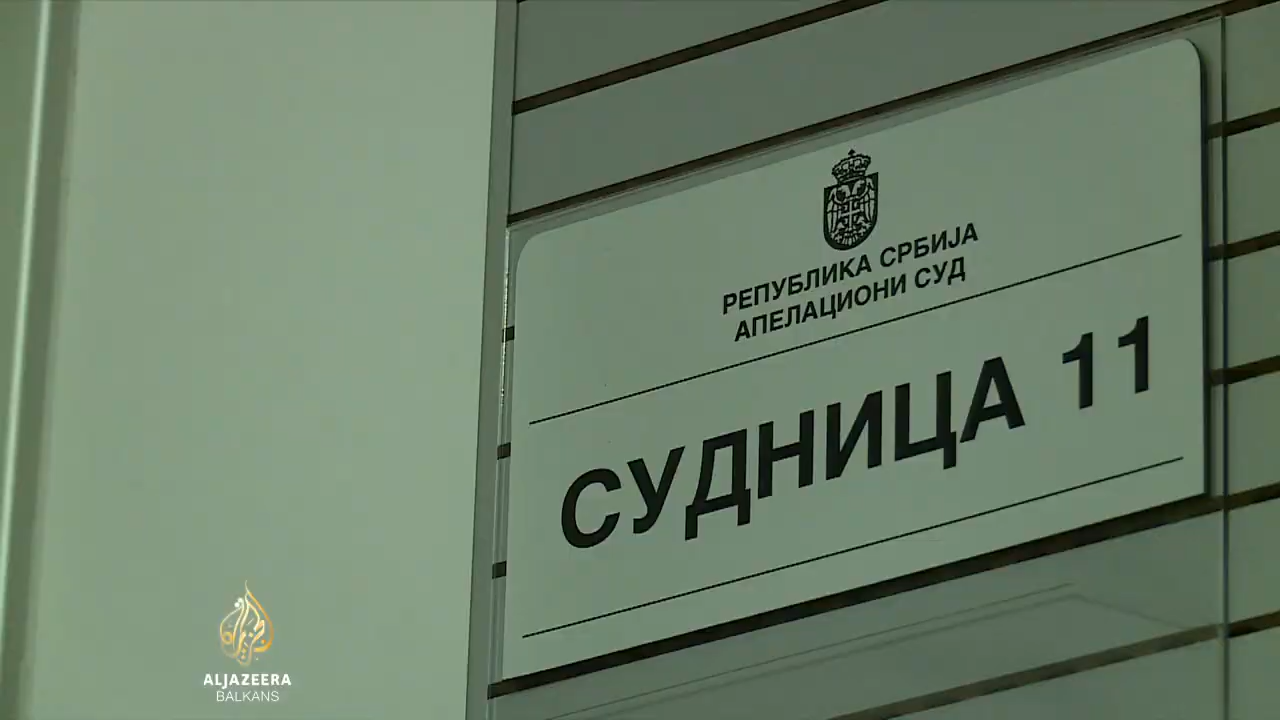 РЕПУБЛИКА СРБИЈА
АПЕЛАЦИОНИ СУД
СУДНИЦА 11
ALJAZEERA
BALKANS